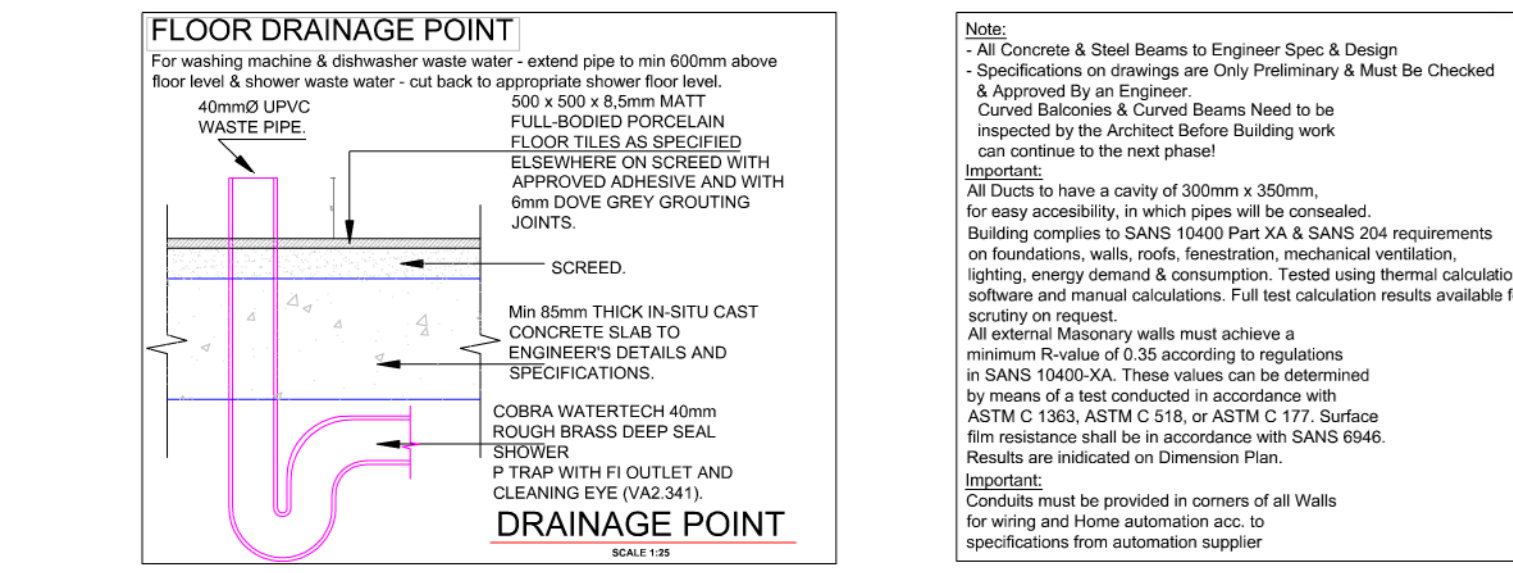 FLOOR DRAINAGE POINT
For washing machine & dishwasher waste water - extend pipe to min 600mm above
floor level & shower waste water - cut back to appropriate shower floor level.
40mmØ UPVC
WASTE PIPE.
500 x 500 x 8,5mm MATT
FULL-BODIED PORCELAIN
FLOOR TILES AS SPECIFIED
ELSEWHERE ON SCREED WITH
APPROVED ADHESIVE AND WITH
6mm DOVE GREY GROUTING
JOINTS.
SCREED.
Min 85mm THICK IN-SITU CAST
CONCRETE SLAB TO
ENGINEER'S DETAILS AND
SPECIFICATIONS.
COBRA WATERTECH 40mm
ROUGH BRASS DEEP SEAL
SHOWER
P TRAP WITH FI OUTLET AND
CLEANING EYE (VA2.341).
DRAINAGE POINT
SCALE 1:25
Note:
- All Concrete & Steel Beams to Engineer Spec & Design
- Specifications on drawings are Only Preliminary & Must Be Checked
& Approved By an Engineer.
Curved Balconies & Curved Beams Need to be
inspected by the Architect Before Building work
can continue to the next phase!
Important:
All Ducts to have a cavity of 300mm x 350mm,
for easy accesibility, in which pipes will be consealed.
Building complies to SANS 10400 Part XA & SANS 204 requirements
on foundations, walls, roofs, fenestration, mechanical ventilation,
lighting, energy demand & consumption. Tested using thermal calculatio
software and manual calculations. Full test calculation results available f
scrutiny on request.
All external Masonary walls must achieve a
minimum R-value of 0.35 according to regulations
in SANS 10400-XA. These values can be determined
by means of a test conducted in accordance with
ASTM C 1363, ASTM C 518, or ASTM C 177. Surface
film resistance shall be in accordance with SANS 6946.
Results are inidicated on Dimension Plan.
Important:
Conduits must be provided in corners of all Walls
for wiring and Home automation acc. to
specifications from automation supplier